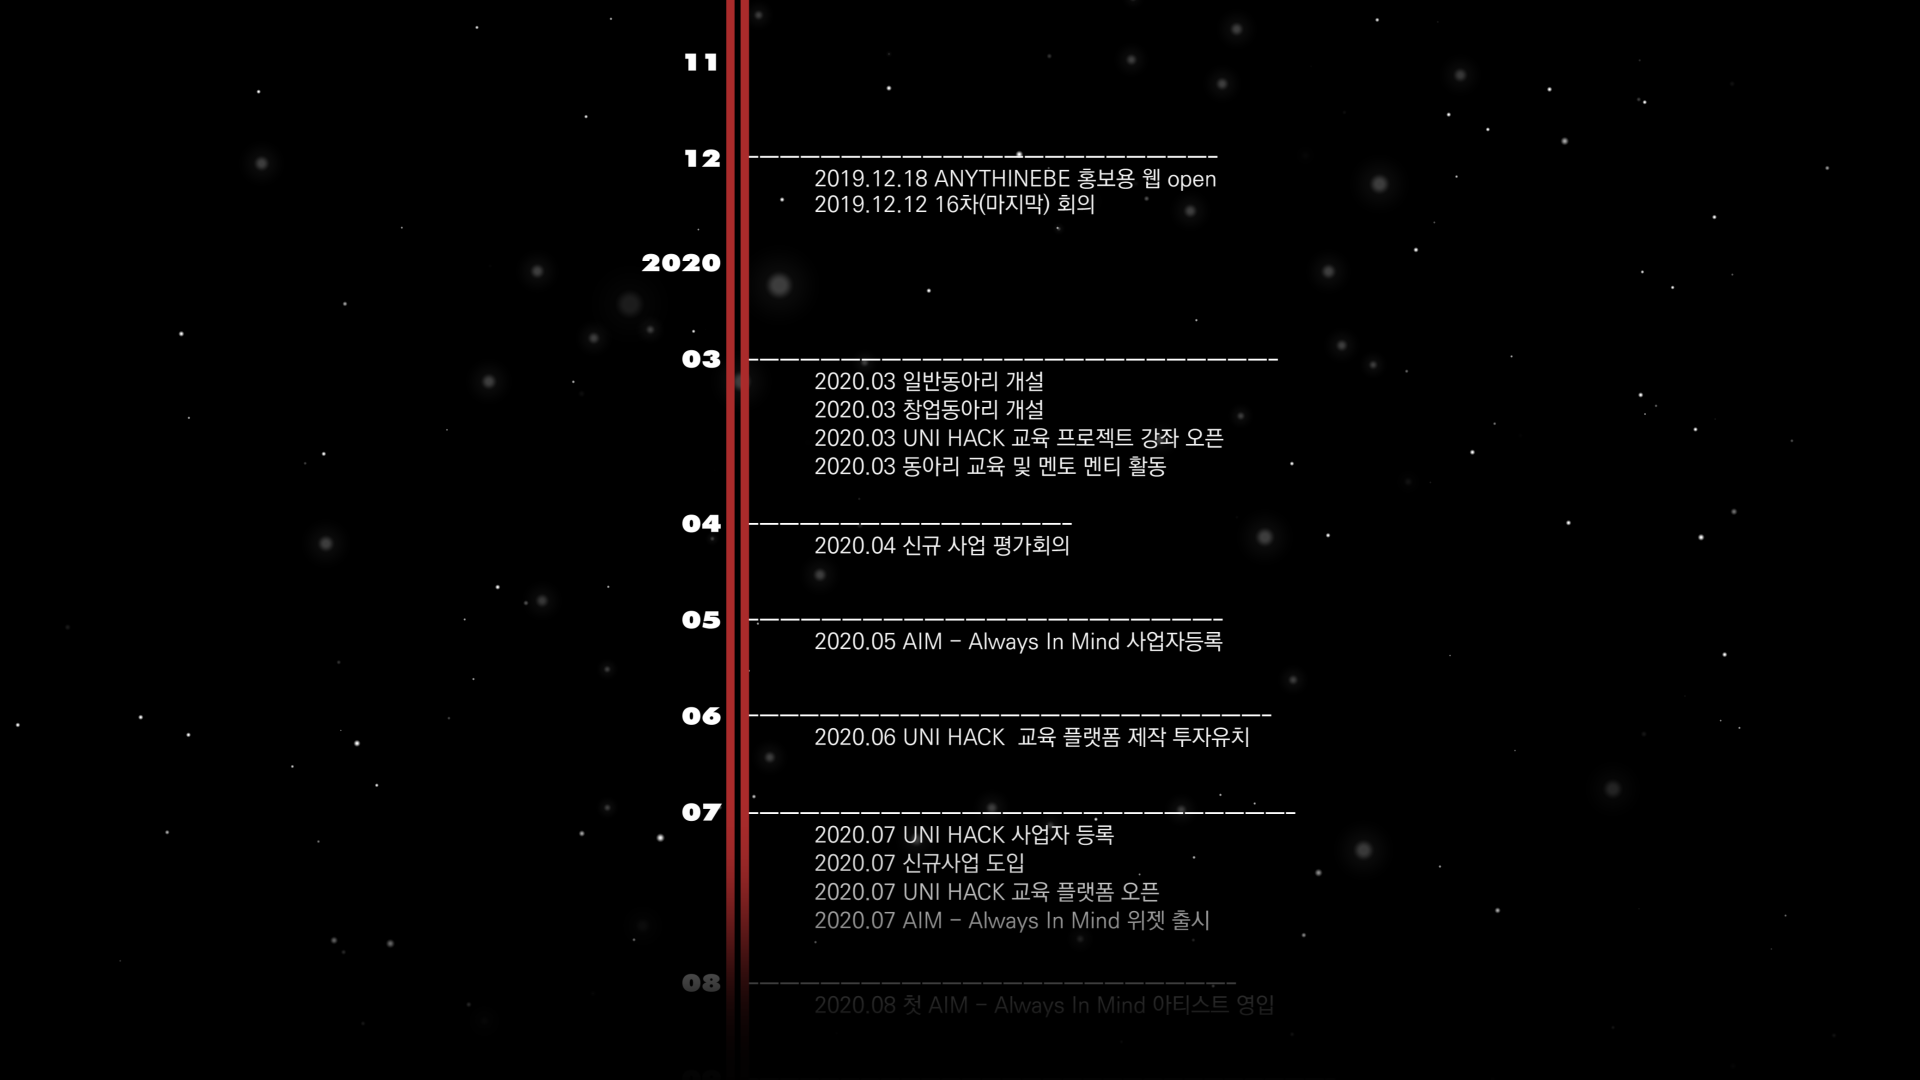 11
12
2019.12.18 ANYTHINEBE 홍보용 웹 open
2019.12.12 16차(마지막) 회의
2020
03
2020.03 일반동아리 개설
2020.03 창업동아리 개설
2020.03 UNI HACK 교육 프로젝트 강좌 오픈
2020.03 동아리 교육 및 멘토 멘티 활동
04
2020.04 신규 사업 평가회의
05
2020.05 AIM - Always In Mind 사업자등록
06
2020.06 UNI HACK  교육 플랫폼 제작 투자유치
07
2020.07 UNI HACK 사업자 등록
2020.07 신규사업 도입
2020.07 UNI HACK 교육 플랫폼 오픈
2020.07 AIM - Always In Mind 위젯 출시
08
2020.08 첫 AIM - Always In Mind 아티스트 영입